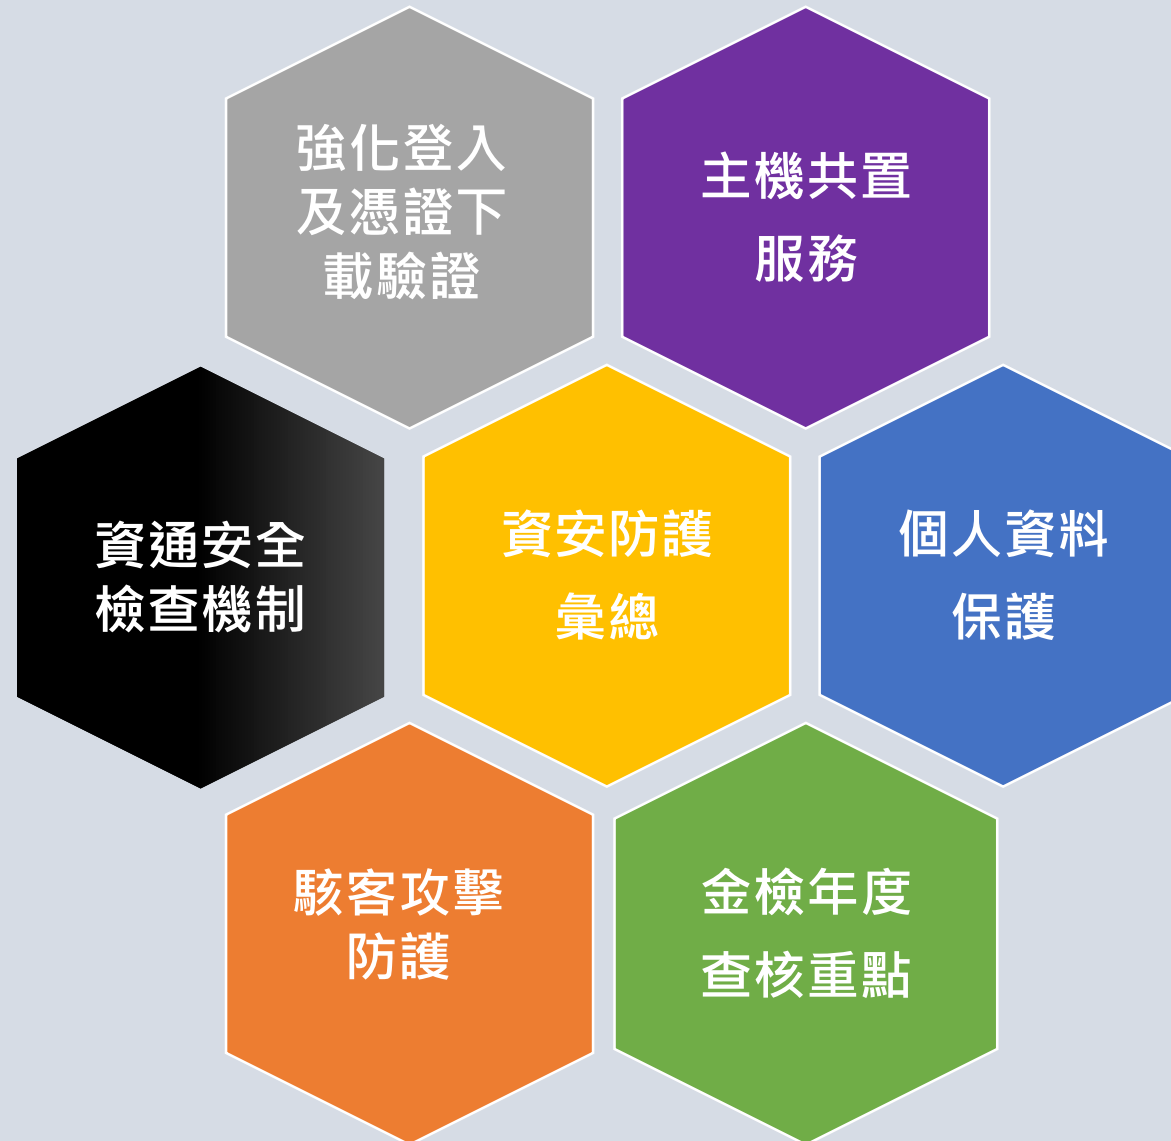 強化登入
及憑證下
載驗證
主機共置
服務
資通安全
檢查機制
資安防護
彙總
個人資料
保護
駭客攻擊
防護
金檢年度
查核重點